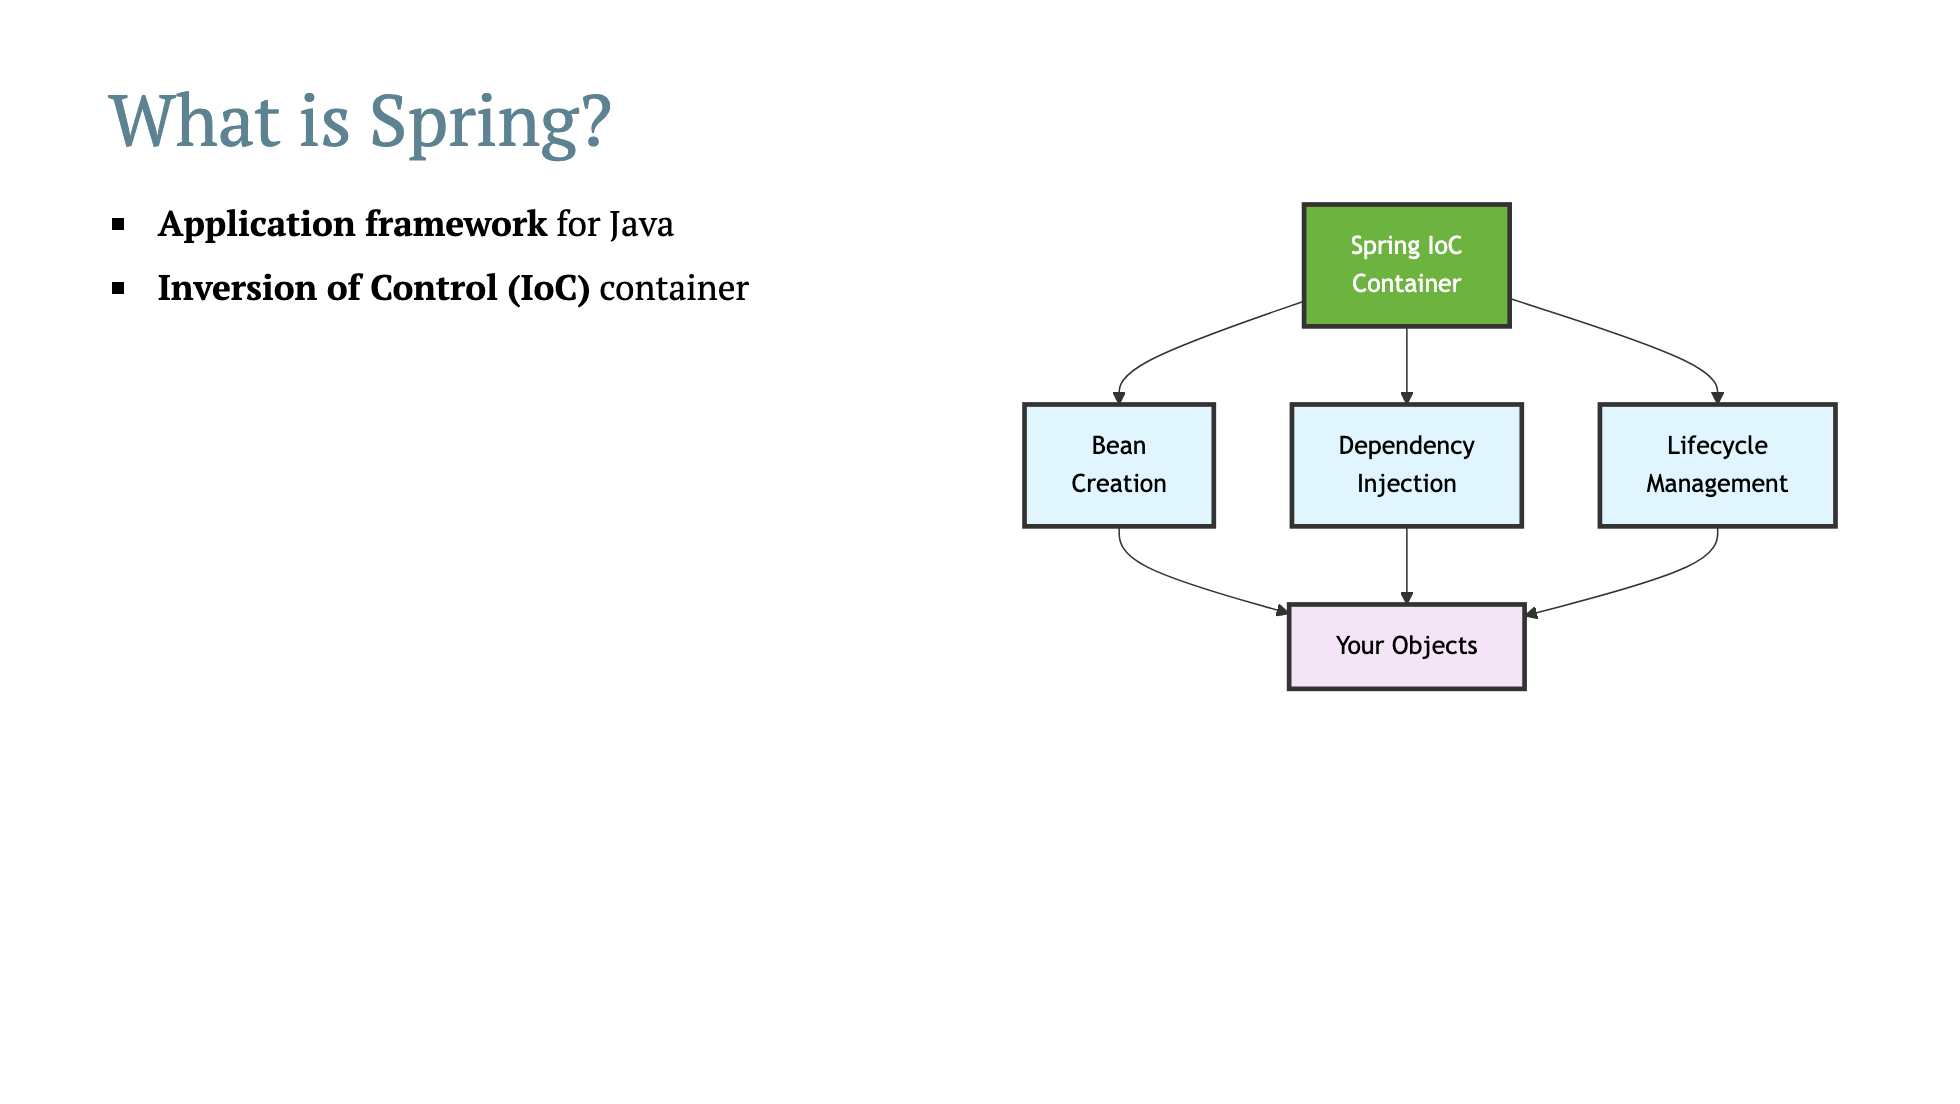 What is Spring?
Application framework for Java
Inversion of Control (IoC) container
Spring IoC
Container
Bean
Creation
Dependency
Injection
Lifecycle
Management
Your Objects